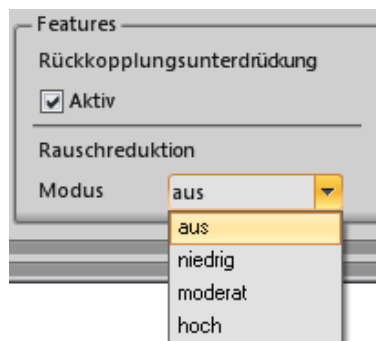 Features
Rückkopplungsunterdrückung
Aktiv
Rauschreduktion
Modus aus
aus
niedrig
moderat
hoch